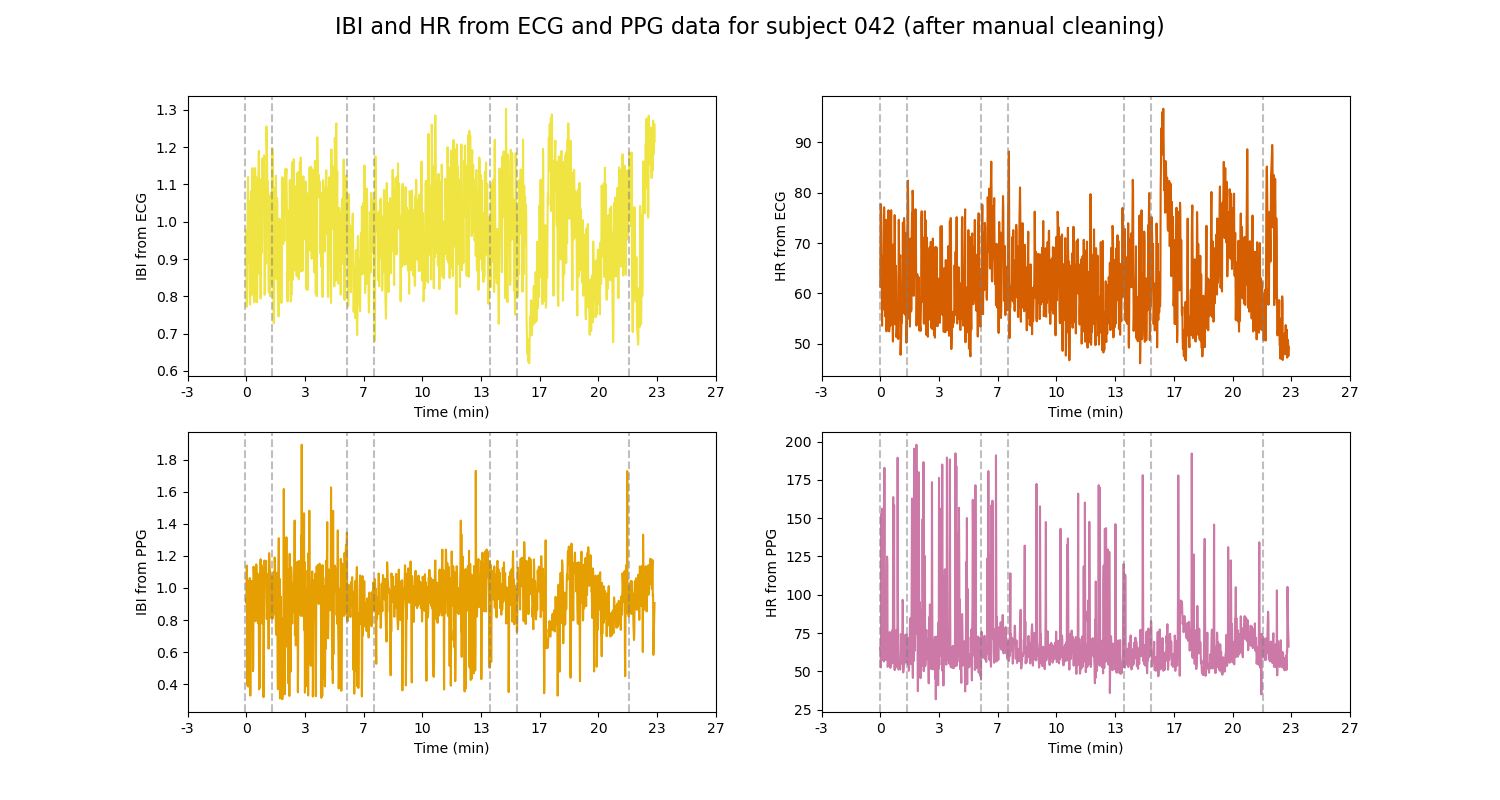 IBI and HR from ECG and PPG data for subject 042 (after manual cleaning)
IBI from ECG
1.3
1.2
1.1
1.0
0.9
0.8
0.7
0.6
-3 0 3 7 10 13 17 20 23 27
Time (min)
HR from ECG
90
80
70
60
50
-3 0 3 7 10 13 17 20 23 27
Time (min)
IBI from PPG
1.8
1.6
1.4
1.2
1.0
0.8
0.6
0.4
-3 0 3 7 10 13 17 20 23 27
Time (min)
HR from PPG
200
175
150
125
100
75
50
25
-3 0 3 7 10 13 17 20 23 27
Time (min)